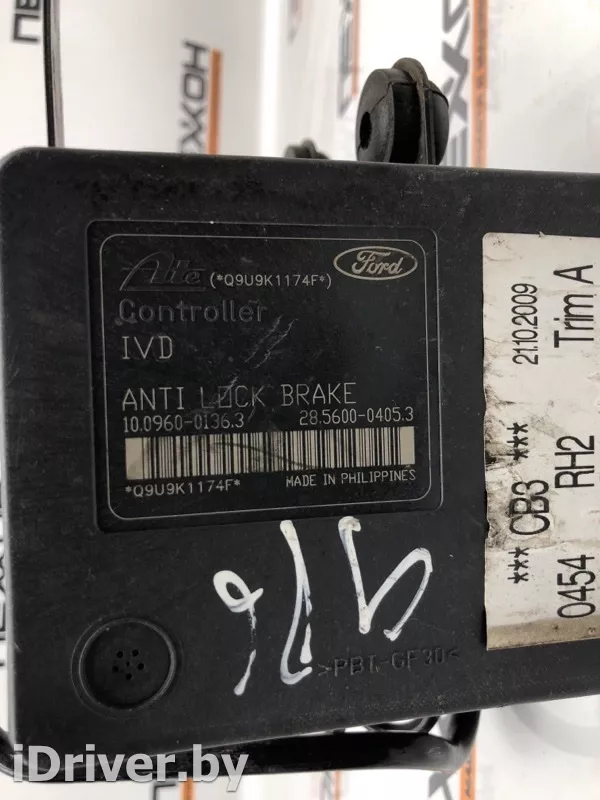 Ate (*Q9U9K1174F*) Ford
Controller
IVD
ANTI LOCK BRAKE
10.0960-0136.3 28.5600-0405.3
*Q9U9K1174F* MADE IN PHILIPPINES
>PBT-GF30<
*** CB3 *** 21.10.2009
0454 RH2 Trim A
iDriver.by